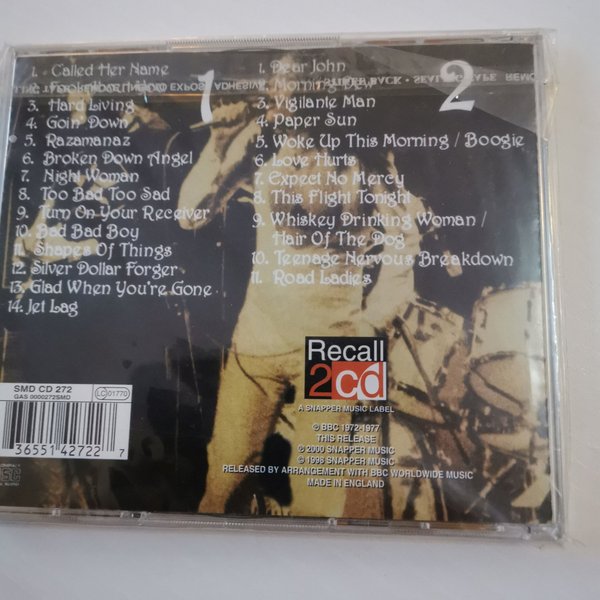 1. Called Her Name
3. Hard Living
4. Goin' Down
5. Razamanaz
6. Broken Down Angel
7. Night Woman
8. Too Bad Too Sad
9. Turn On Your Receiver
10. Bad Bad Boy
11. Shapes Of Things
12. Silver Dollar Forger
13. Glad When You're Gone
14. Jet Lag
1
1. Dear John
2. Morning Dew
3. Vigilante Man
4. Paper Sun
5. Woke Up This Morning / Boogie
6. Love Hurts
7. Expect No Mercy
8. This Flight Tonight
9. Whiskey Drinking Woman /
Hair Of The Dog
10. Teenage Nervous Breakdown
11. Road Ladies
2
Recall
2cd
A SNAPPER MUSIC LABEL
© BBC 1972-1977
THIS RELEASE
℗ 2000 SNAPPER MUSIC
© 1998 SNAPPER MUSIC
RELEASED BY ARRANGEMENT WITH BBC WORLDWIDE MUSIC
MADE IN ENGLAND
SMD CD 272
GAS 0000272SMD
LC 01770
36551 42722 7